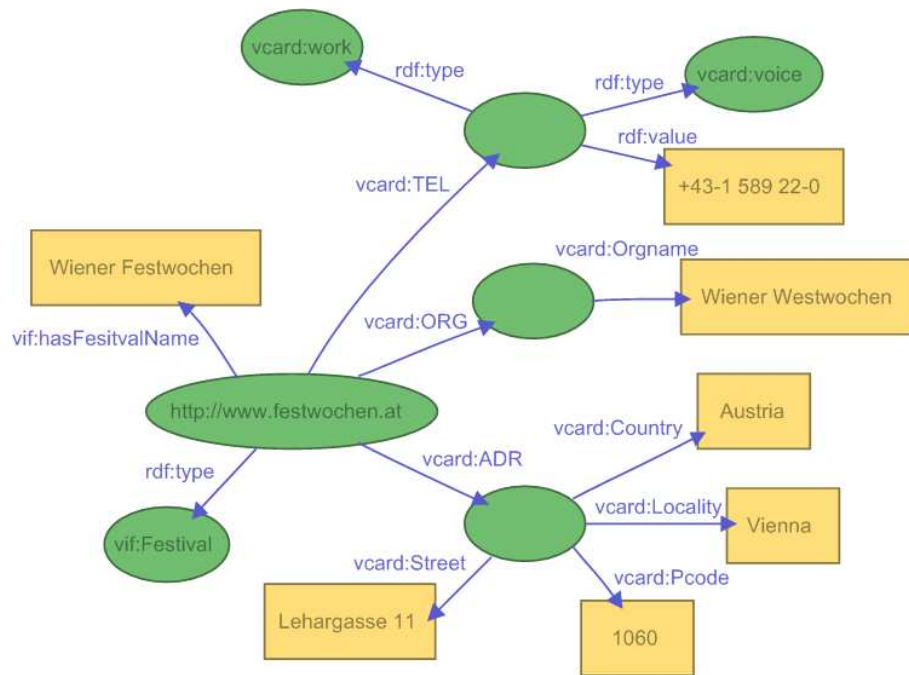 vcard:work
rdf:type
rdf:type
vcard:voice
rdf:value
vcard:TEL
+43-1 589 22-0
Wiener Festwochen
vcard:Orgname
Wiener Westwochen
vif:hasFesitvalName
vcard:ORG
http://www.festwochen.at
Austria
vcard:Country
rdf:type
vcard:ADR
vcard:Locality
Vienna
vif:Festival
vcard:Street
vcard:Pcode
Lehargasse 11
1060